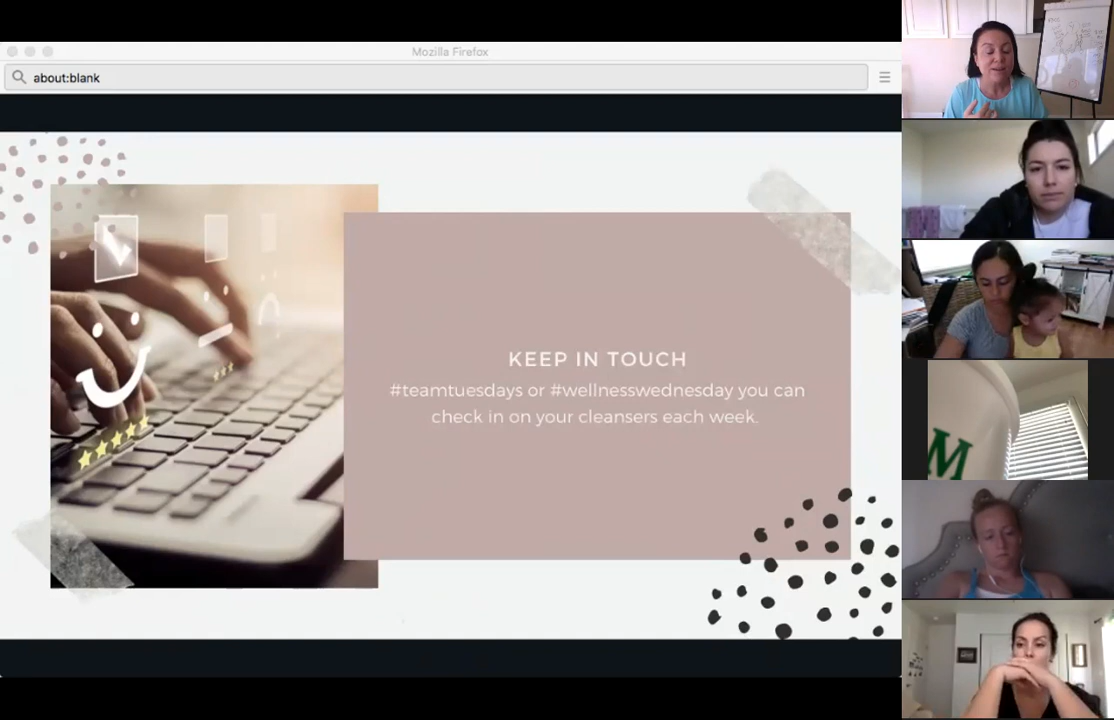 Mozilla Firefox
about:blank
KEEP IN TOUCH
#teamtuesdays or #wellnesswednesday you can
check in on your cleansers each week.
M